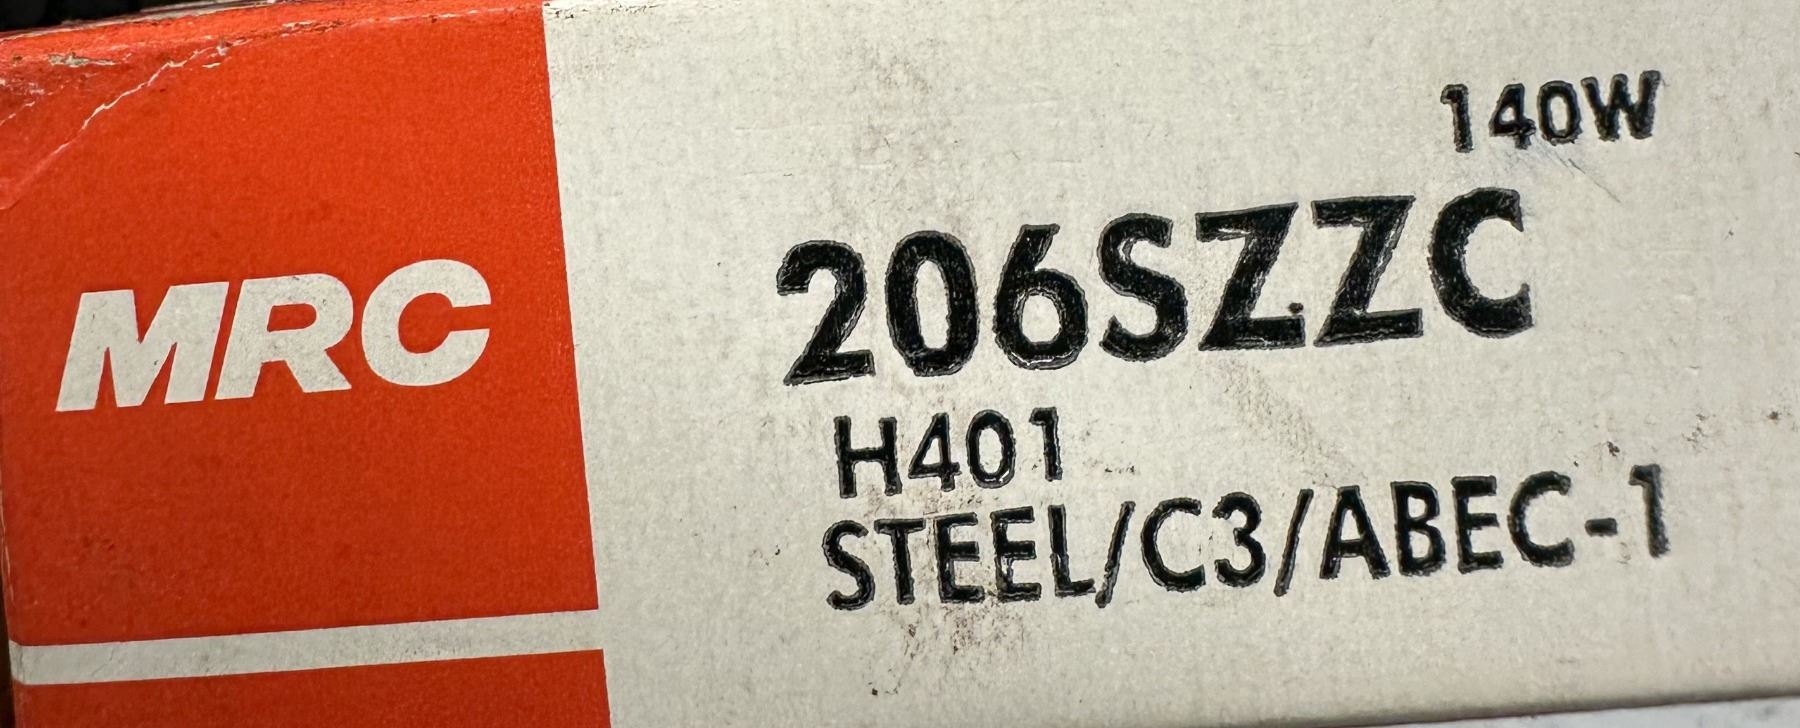 MRC
140W
206SZZC
H401
STEEL/C3/ABEC-1